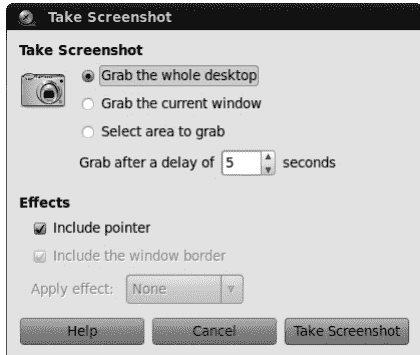 Take Screenshot
Take Screenshot
Grab the whole desktop
Grab the current window
Select area to grab
Grab after a delay of 5 seconds
Effects
Include pointer
Include the window border
Apply effect: None
Help Cancel Take Screenshot